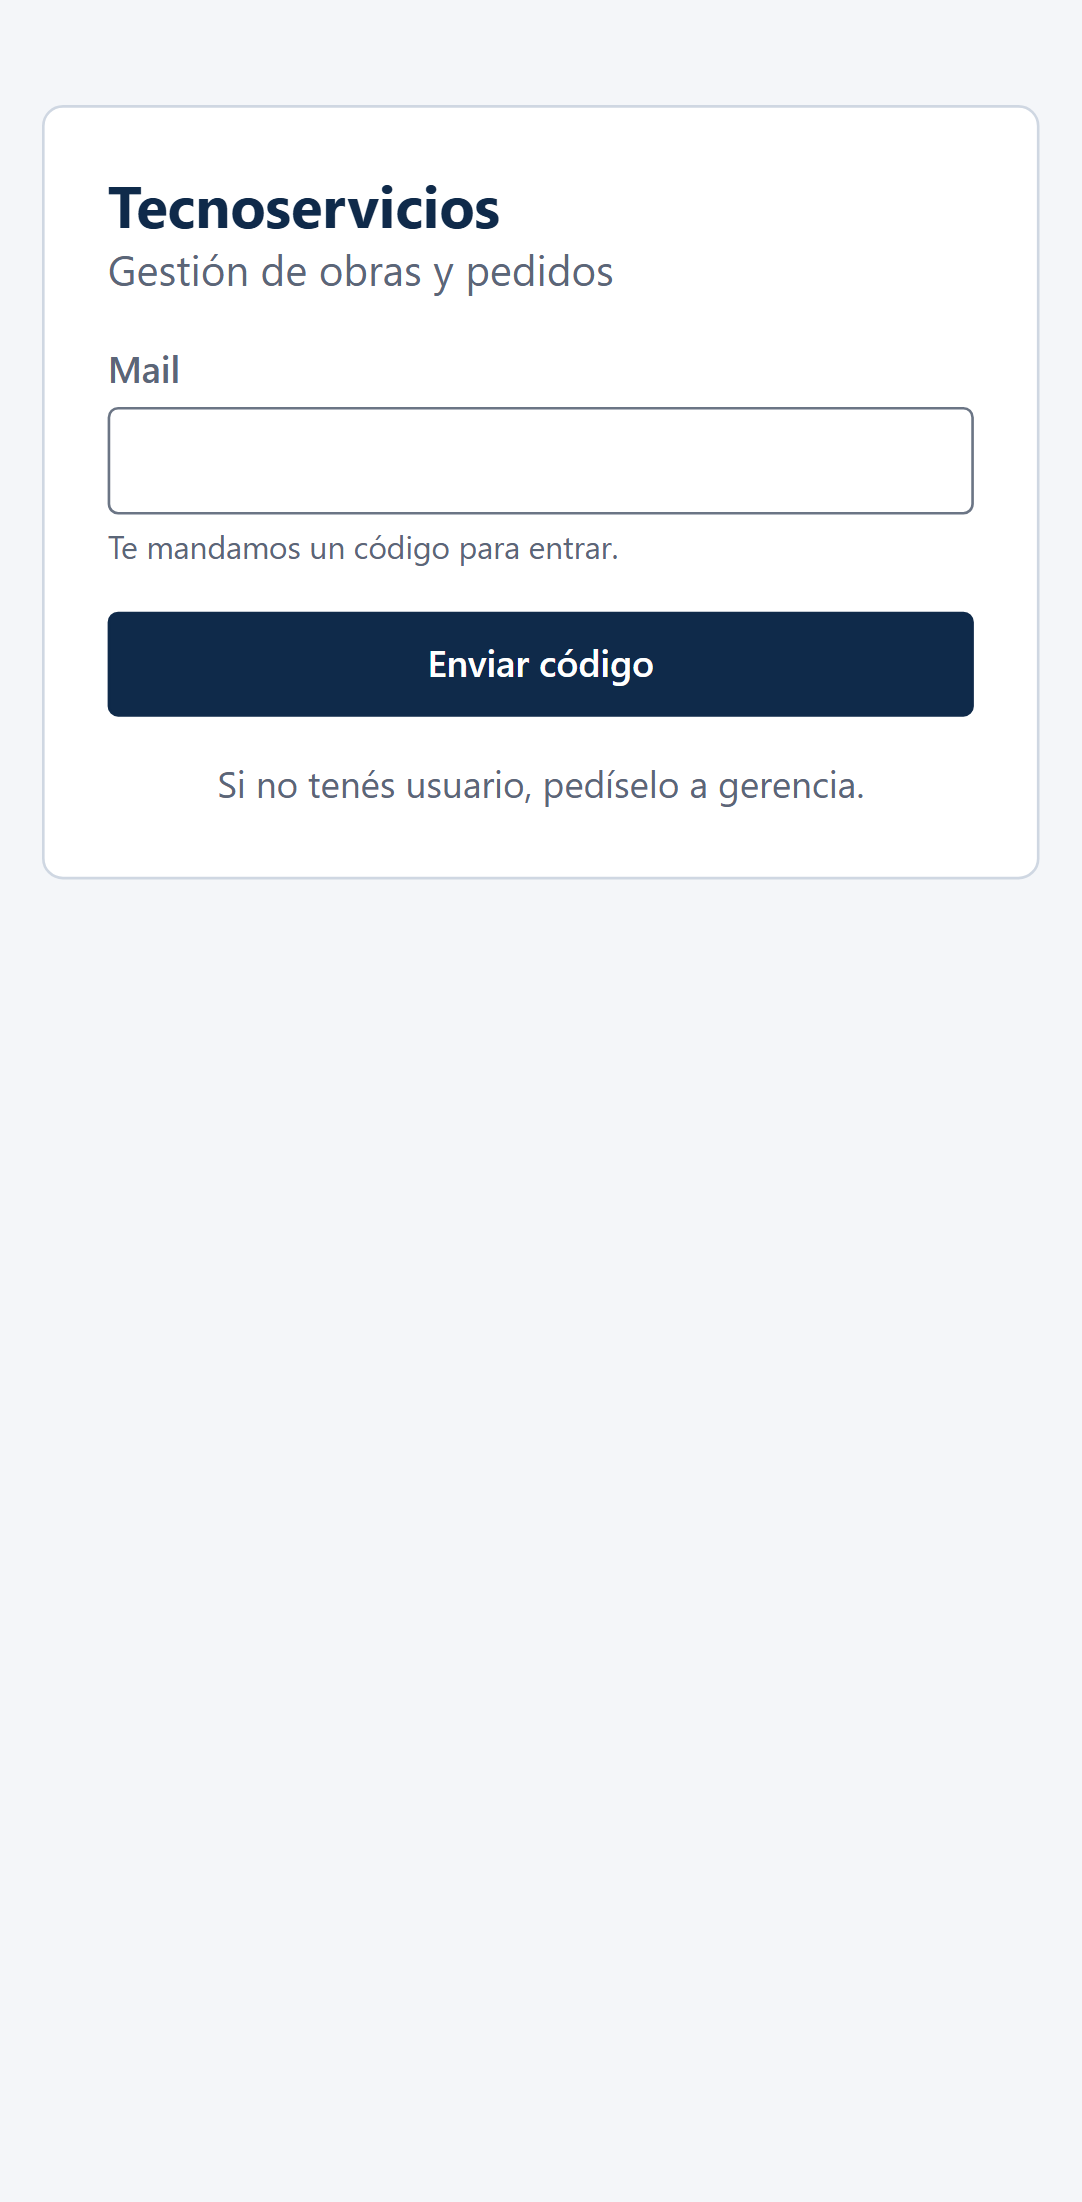 Tecnoservicios
Gestión de obras y pedidos
Mail
Te mandamos un código para entrar.
Enviar código
Si no tenés usuario, pedíselo a gerencia.